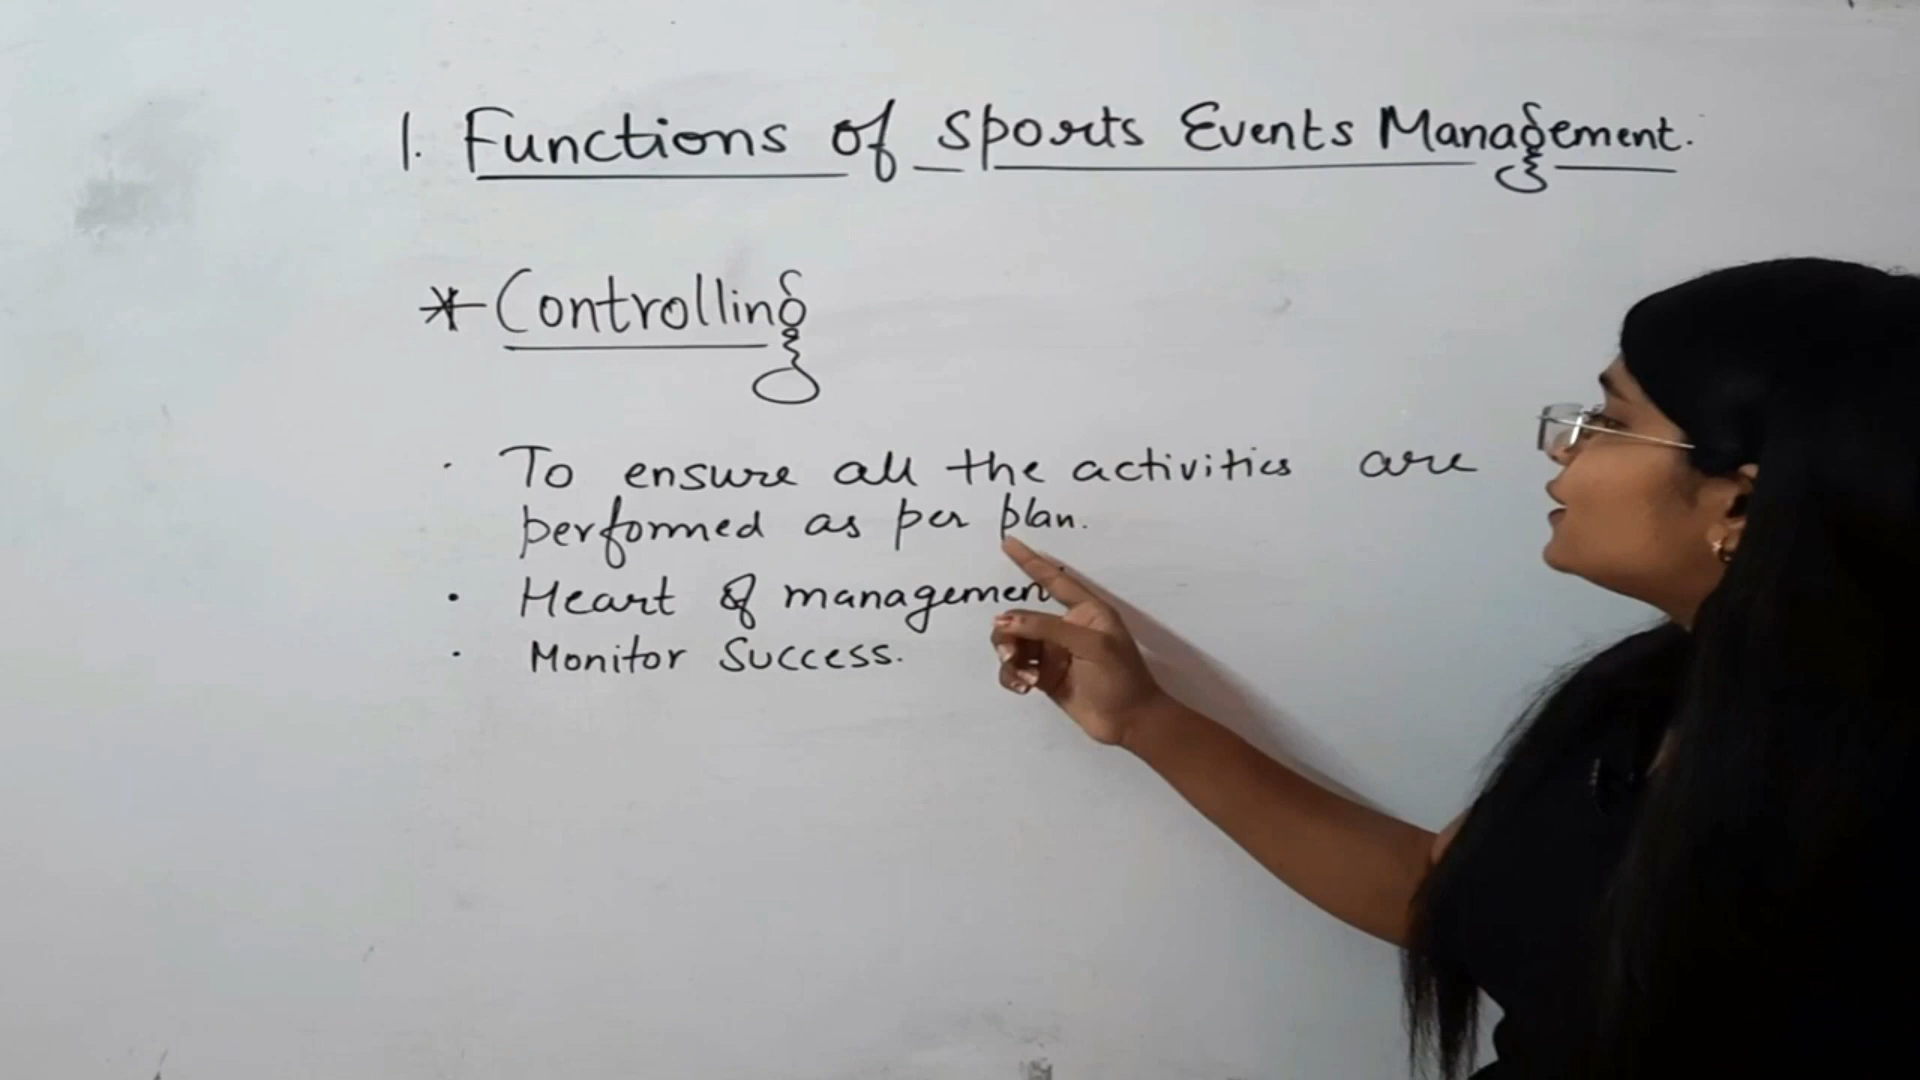 1. Functions of Sports Events Management.
* Controlling
· To ensure all the activities are
performed as per plan.
· Heart of managemen
· Monitor Success.